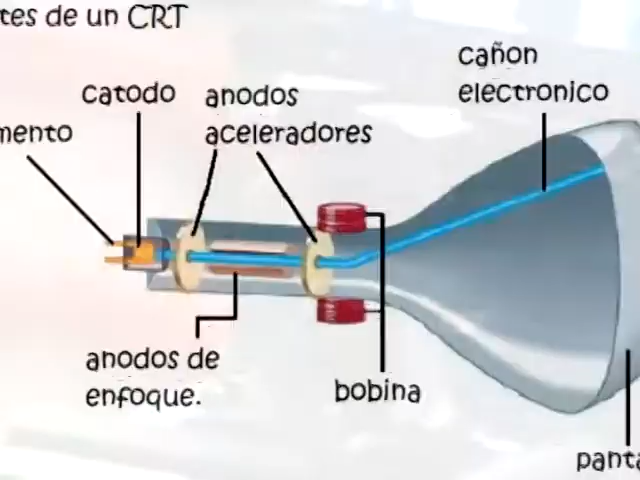 tes de un CRT
cañon
electronico
catodo
anodos
aceleradores
mento
anodos de
enfoque.
bobina
panta